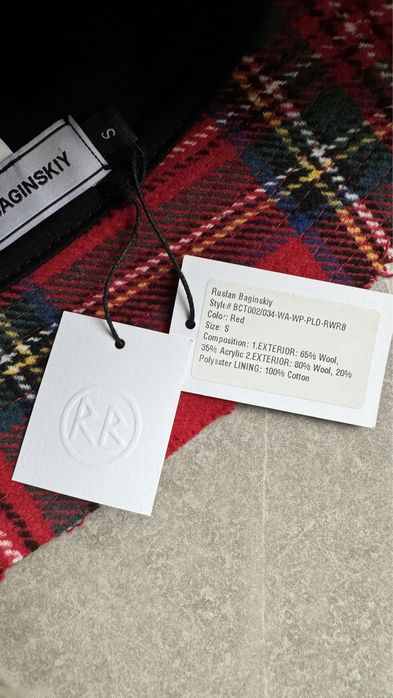 S
BAGINSKIY
Ruslan Baginskiy
Style# BCT002/034-WA-WP-PLD-RWRB
Color: Red
Size: S
Composition: 1.EXTERIOR: 65% Wool,
35% Acrylic 2.EXTERIOR: 80% Wool, 20%
Polyester LINING: 100% Cotton
RB